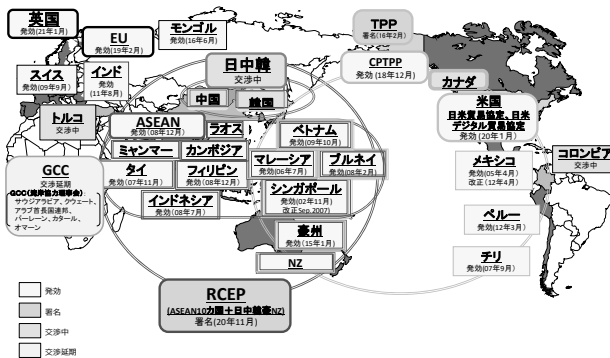 英国
発効(21年1月)
EU
発効(19年2月)
モンゴル
発効(16年6月)
TPP
署名(16年2月)
スイス
発効(09年9月)
インド
発効(11年8月)
日中韓
交渉中
CPTPP
発効 (18年12月)
カナダ
中国
韓国
トルコ
交渉中
ASEAN
発効(08年12月)
ラオス
ベトナム
発効(09年10月)
米国
日米貿易協定、日米
デジタル貿易協定
発効 (20年1月)
ミャンマー
カンボジア
GCC
交渉延期
GCC(湾岸協力理事会):
サウジアラビア、クウェート、
アラブ首長国連邦、
バーレーン、カタール、
オマーン
タイ
発効(07年11月)
フィリピン
発効(08年12月)
マレーシア
発効(06年7月)
ブルネイ
発効(08年2月)
メキシコ
発効(05年4月)
改正(12年4月)
コロンビア
交渉中
インドネシア
発効(08年7月)
シンガポール
発効(02年11月)
改正Sep.2007)
ペルー
発効(12年3月)
豪州
発効(15年1月)
NZ
チリ
発効(07年9月)
RCEP
(ASEAN10カ国+日中韓豪NZ)
署名(20年11月)
発効
署名
交渉中
交渉延期